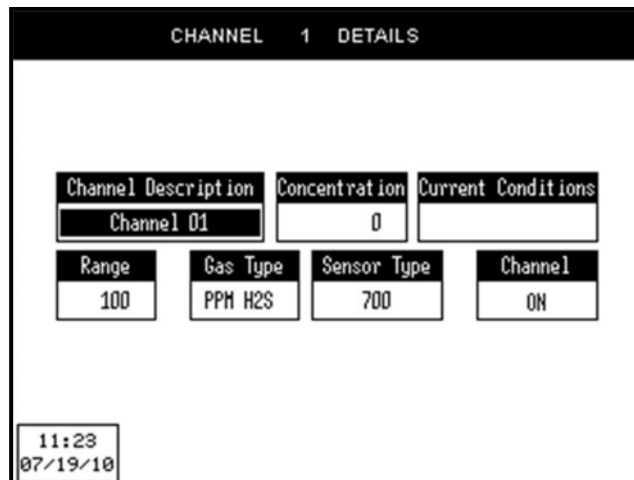 CHANNEL 1 DETAILS
Channel Description Concentration Current Conditions
Channel 01 0
Range Gas Type Sensor Type Channel
100 PPM H2S 700 ON
11:23
07/19/10